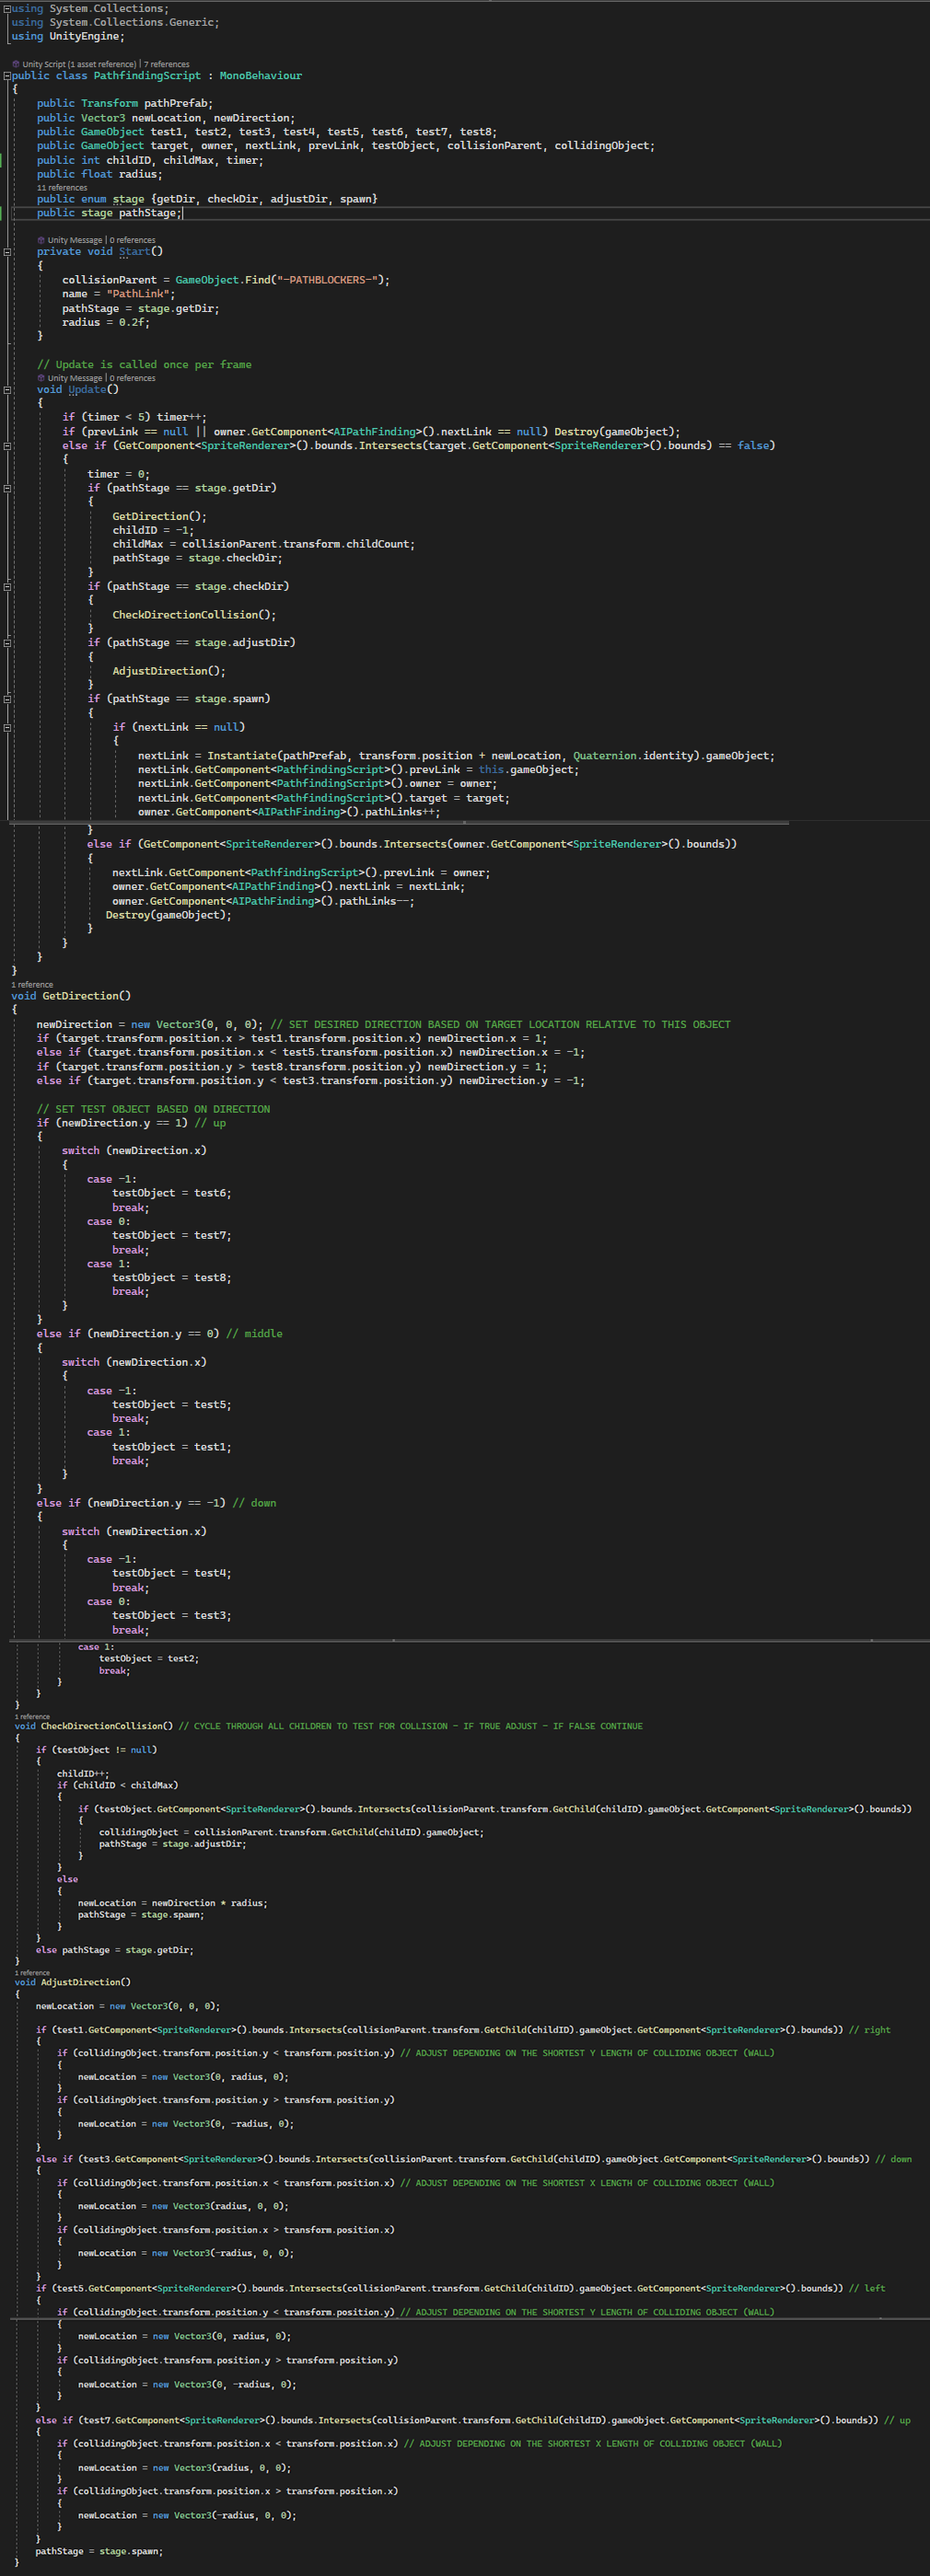 using System.Collections;
using System.Collections.Generic;
using UnityEngine;
Unity Script (1 asset reference) | 7 references
public class PathfindingScript : MonoBehaviour
{
public Transform pathPrefab;
public Vector3 newLocation, newDirection;
public GameObject test1, test2, test3, test4, test5, test6, test7, test8;
public GameObject target, owner, nextLink, prevLink, testObject, collisionParent, collidingObject;
public int childID, childMax, timer;
public float radius;
11 references
public enum stage {getDir, checkDir, adjustDir, spawn}
public stage pathStage;
Unity Message | 0 references
private void Start()
{
collisionParent = GameObject.Find("-PATHBLOCKERS-");
name = "PathLink";
pathStage = stage.getDir;
radius = 0.2f;
}
// Update is called once per frame
Unity Message | 0 references
void Update()
{
if (timer < 5) timer++;
if (prevLink == null || owner.GetComponent<AIPathFinding>().nextLink == null) Destroy(gameObject);
else if (GetComponent<SpriteRenderer>().bounds.Intersects(target.GetComponent<SpriteRenderer>().bounds) == false)
{
timer = 0;
if (pathStage == stage.getDir)
{
GetDirection();
childID = -1;
childMax = collisionParent.transform.childCount;
pathStage = stage.checkDir;
}
if (pathStage == stage.checkDir)
{
CheckDirectionCollision();
}
if (pathStage == stage.adjustDir)
{
AdjustDirection();
}
if (pathStage == stage.spawn)
{
if (nextLink == null)
{
nextLink = Instantiate(pathPrefab, transform.position + newLocation, Quaternion.identity).gameObject;
nextLink.GetComponent<PathfindingScript>().prevLink = this.gameObject;
nextLink.GetComponent<PathfindingScript>().owner = owner;
nextLink.GetComponent<PathfindingScript>().target = target;
owner.GetComponent<AIPathFinding>().pathLinks++;
}
else if (GetComponent<SpriteRenderer>().bounds.Intersects(owner.GetComponent<SpriteRenderer>().bounds))
{
nextLink.GetComponent<PathfindingScript>().prevLink = owner;
owner.GetComponent<AIPathFinding>().nextLink = nextLink;
owner.GetComponent<AIPathFinding>().pathLinks--;
Destroy(gameObject);
}
}
}
}
1 reference
void GetDirection()
{
newDirection = new Vector3(0, 0, 0); // SET DESIRED DIRECTION BASED ON TARGET LOCATION RELATIVE TO THIS OBJECT
if (target.transform.position.x > test1.transform.position.x) newDirection.x = 1;
else if (target.transform.position.x < test5.transform.position.x) newDirection.x = -1;
if (target.transform.position.y > test8.transform.position.y) newDirection.y = 1;
else if (target.transform.position.y < test3.transform.position.y) newDirection.y = -1;
// SET TEST OBJECT BASED ON DIRECTION
if (newDirection.y == 1) // up
{
switch (newDirection.x)
{
case -1:
testObject = test6;
break;
case 0:
testObject = test7;
break;
case 1:
testObject = test8;
break;
}
}
else if (newDirection.y == 0) // middle
{
switch (newDirection.x)
{
case -1:
testObject = test5;
break;
case 1:
testObject = test1;
break;
}
}
else if (newDirection.y == -1) // down
{
switch (newDirection.x)
{
case -1:
testObject = test4;
break;
case 0:
testObject = test3;
break;
case 1:
testObject = test2;
break;
}
}
}
1 reference
void CheckDirectionCollision() // CYCLE THROUGH ALL CHILDREN TO TEST FOR COLLISION - IF TRUE ADJUST - IF FALSE CONTINUE
{
if (testObject != null)
{
childID++;
if (childID < childMax)
{
if (testObject.GetComponent<SpriteRenderer>().bounds.Intersects(collisionParent.transform.GetChild(childID).gameObject.GetComponent<SpriteRenderer>().bounds))
{
collidingObject = collisionParent.transform.GetChild(childID).gameObject;
pathStage = stage.adjustDir;
}
}
else
{
newLocation = newDirection * radius;
pathStage = stage.spawn;
}
}
else pathStage = stage.getDir;
}
1 reference
void AdjustDirection()
{
newLocation = new Vector3(0, 0, 0);
if (test1.GetComponent<SpriteRenderer>().bounds.Intersects(collisionParent.transform.GetChild(childID).gameObject.GetComponent<SpriteRenderer>().bounds)) // right
{
if (collidingObject.transform.position.y < transform.position.y) // ADJUST DEPENDING ON THE SHORTEST Y LENGTH OF COLLIDING OBJECT (WALL)
{
newLocation = new Vector3(0, radius, 0);
}
if (collidingObject.transform.position.y > transform.position.y)
{
newLocation = new Vector3(0, -radius, 0);
}
}
else if (test3.GetComponent<SpriteRenderer>().bounds.Intersects(collisionParent.transform.GetChild(childID).gameObject.GetComponent<SpriteRenderer>().bounds)) // down
{
if (collidingObject.transform.position.x < transform.position.x) // ADJUST DEPENDING ON THE SHORTEST X LENGTH OF COLLIDING OBJECT (WALL)
{
newLocation = new Vector3(radius, 0, 0);
}
if (collidingObject.transform.position.x > transform.position.x)
{
newLocation = new Vector3(-radius, 0, 0);
}
}
if (test5.GetComponent<SpriteRenderer>().bounds.Intersects(collisionParent.transform.GetChild(childID).gameObject.GetComponent<SpriteRenderer>().bounds)) // left
{
if (collidingObject.transform.position.y < transform.position.y) // ADJUST DEPENDING ON THE SHORTEST Y LENGTH OF COLLIDING OBJECT (WALL)
{
newLocation = new Vector3(0, radius, 0);
}
if (collidingObject.transform.position.y > transform.position.y)
{
newLocation = new Vector3(0, -radius, 0);
}
}
else if (test7.GetComponent<SpriteRenderer>().bounds.Intersects(collisionParent.transform.GetChild(childID).gameObject.GetComponent<SpriteRenderer>().bounds)) // up
{
if (collidingObject.transform.position.x < transform.position.x) // ADJUST DEPENDING ON THE SHORTEST X LENGTH OF COLLIDING OBJECT (WALL)
{
newLocation = new Vector3(radius, 0, 0);
}
if (collidingObject.transform.position.x > transform.position.x)
{
newLocation = new Vector3(-radius, 0, 0);
}
}
pathStage = stage.spawn;
}